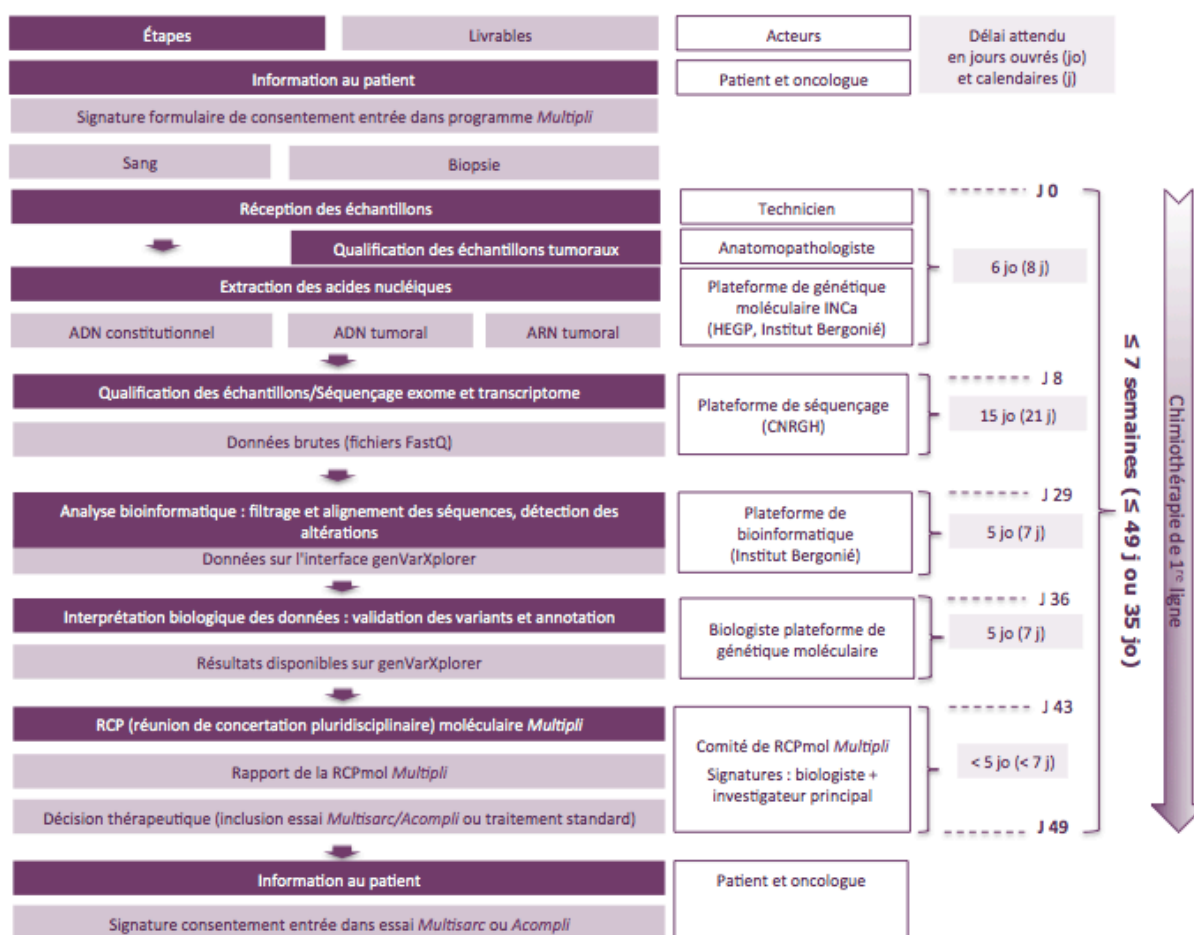 Étapes
Livrables
Acteurs
Délai attendu
en jours ouvrés (jo)
et calendaires (j)
Information au patient
Patient et oncologue
Signature formulaire de consentement entrée dans programme Multipli
Sang
Biopsie
J 0
Réception des échantillons
Technicien
Qualification des échantillons tumoraux
Anatomopathologiste
6 jo (8 j)
Extraction des acides nucléiques
Plateforme de génétique
moléculaire INCa
(HEGP, Institut Bergonié)
ADN constitutionnel
ADN tumoral
ARN tumoral
J 8
Qualification des échantillons/Séquençage exome et transcriptome
Plateforme de séquençage
(CNRGH)
15 jo (21 j)
Données brutes (fichiers FastQ)
J 29
Analyse bioinformatique : filtrage et alignement des séquences, détection des
altérations
Plateforme de
bioinformatique
(Institut Bergonié)
5 jo (7 j)
Données sur l'interface genVarXplorer
J 36
Interprétation biologique des données : validation des variants et annotation
Biologiste plateforme de
génétique moléculaire
5 jo (7 j)
Résultats disponibles sur genVarXplorer
J 43
RCP (réunion de concertation pluridisciplinaire) moléculaire Multipli
Comité de RCPmol Multipli
Signatures : biologiste +
investigateur principal
< 5 jo (< 7 j)
Rapport de la RCPmol Multipli
Décision thérapeutique (inclusion essai Multisarc/Acompli ou traitement standard)
J 49
≤ 7 semaines (≤ 49 j ou 35 jo)
Chimiothérapie de 1re ligne
Information au patient
Patient et oncologue
Signature consentement entrée dans essai Multisarc ou Acompli